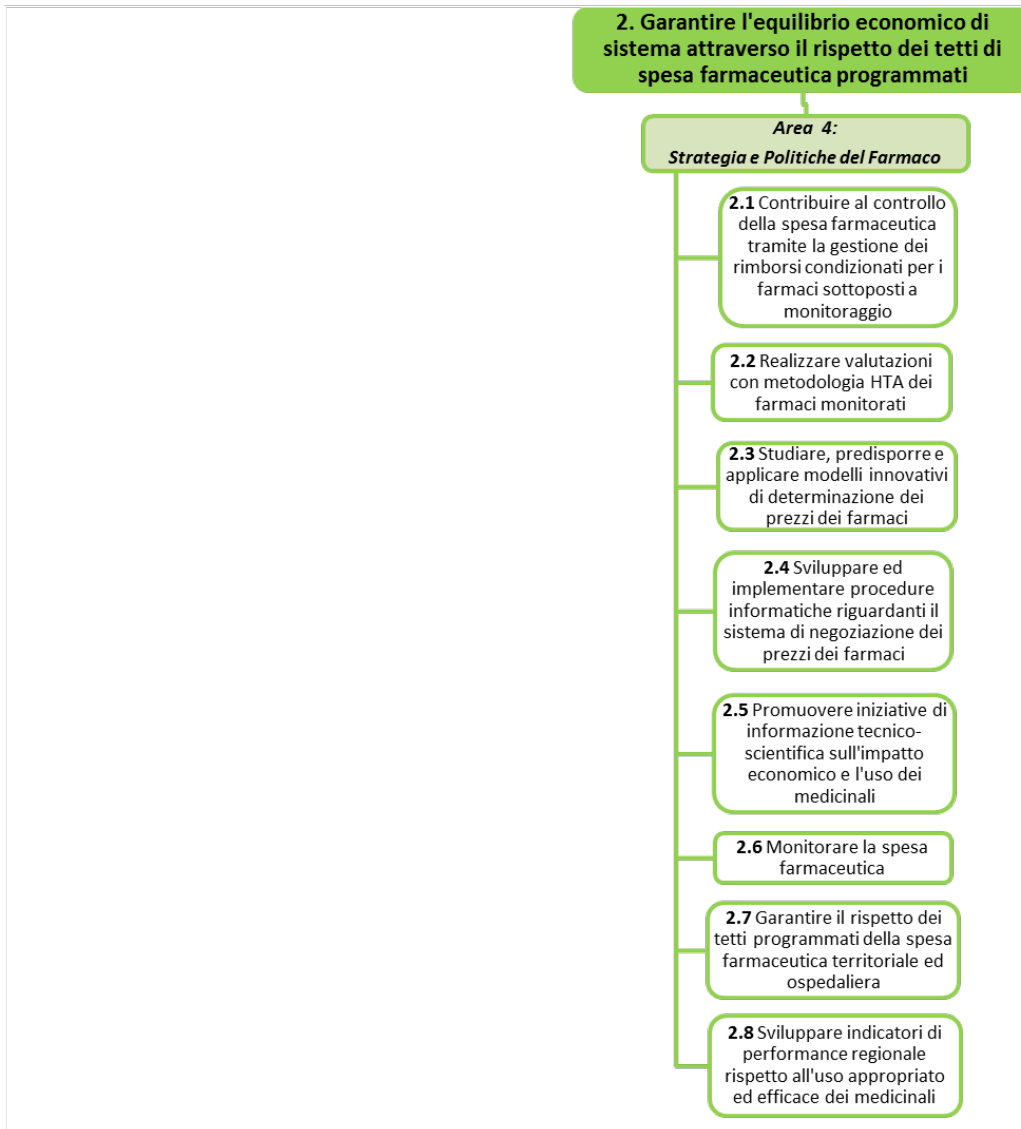 2. Garantire l'equilibrio economico di
sistema attraverso il rispetto dei tetti di
spesa farmaceutica programmati
Area 4:
Strategia e Politiche del Farmaco
2.1 Contribuire al controllo
della spesa farmaceutica
tramite la gestione dei
rimborsi condizionati per i
farmaci sottoposti a
monitoraggio
2.2 Realizzare valutazioni
con metodologia HTA dei
farmaci monitorati
2.3 Studiare, predisporre e
applicare modelli innovativi
di determinazione dei
prezzi dei farmaci
2.4 Sviluppare ed
implementare procedure
informatiche riguardanti il
sistema di negoziazione dei
prezzi dei farmaci
2.5 Promuovere iniziative di
informazione tecnico-
scientifica sull'impatto
economico e l'uso dei
medicinali
2.6 Monitorare la spesa
farmaceutica
2.7 Garantire il rispetto dei
tetti programmati della spesa
farmaceutica territoriale ed
ospedaliera
2.8 Sviluppare indicatori di
performance regionale
rispetto all'uso appropriato
ed efficace dei medicinali